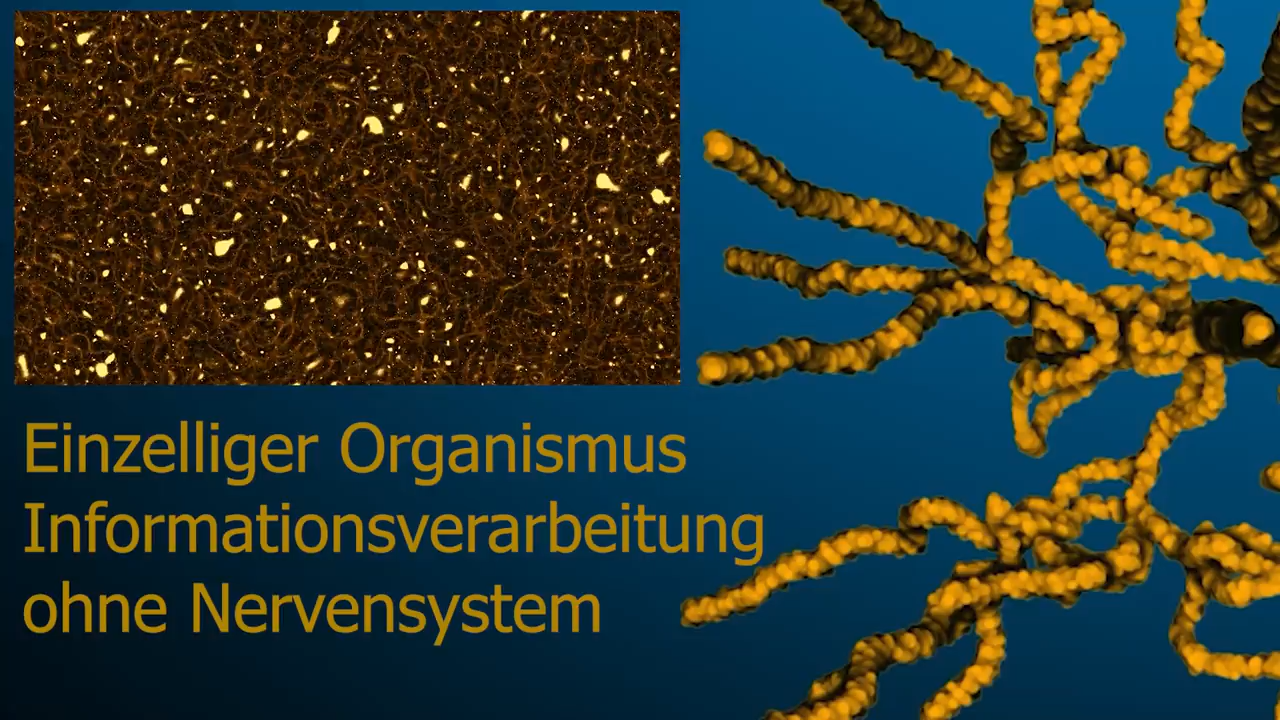 Einzelliger Organismus
Informationsverarbeitung
ohne Nervensystem